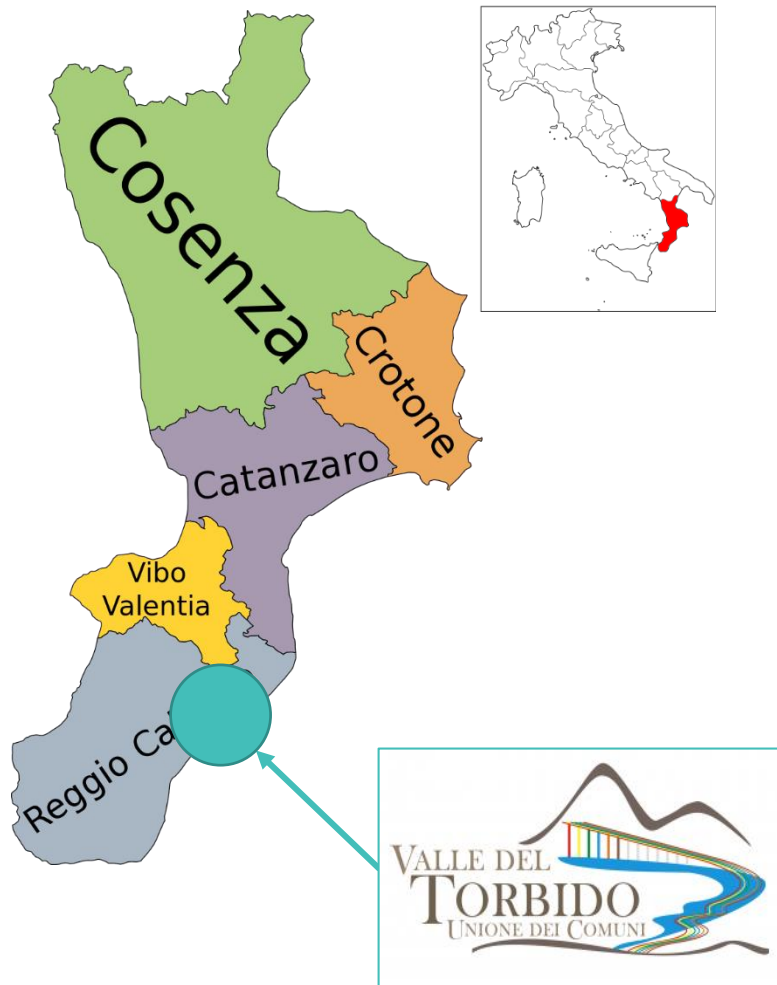 Cosenza
Crotone
Catanzaro
Vibo
Valentia
Reggio Ca
VALLE DEL
TORBIDO
UNIONE DEI COMUNI